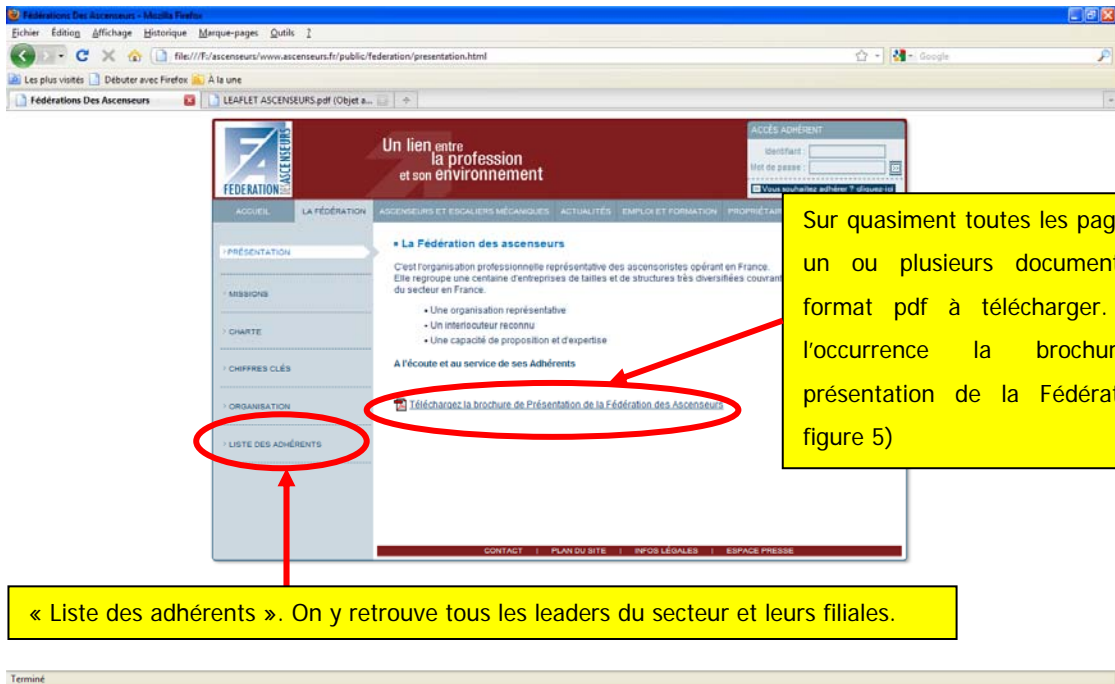 Fédérations Des Ascenseurs - Mozilla Firefox
Fichier Édition Affichage Historique Marque-pages Outils ?
file:///F:/ascenseurs/www.ascenseurs.fr/public/federation/presentation.html
Google
Les plus visités Débuter avec Firefox À la une
Fédérations Des Ascenseurs LEAFLET ASCENSEURS.pdf (Objet a...
FEDERATION DES ASCENSEURS
Un lien entre
la profession
et son environnement
ACCÈS ADHÉRENT
Identifiant :
Mot de passe :
Vous souhaitez adhérer ? cliquez-ici
ACCUEIL LA FÉDÉRATION ASCENSEURS ET ESCALIERS MÉCANIQUES ACTUALITÉS EMPLOI ET FORMATION PROPRIÉTAI
PRÉSENTATION
MISSIONS
CHARTE
CHIFFRES CLÉS
ORGANISATION
LISTE DES ADHÉRENTS
La Fédération des ascenseurs
C'est l'organisation professionnelle représentative des ascensoristes opérant en France.
Elle regroupe une centaine d'entreprises de tailles et de structures très diversifiées couvrant
du secteur en France.
• Une organisation représentative
• Un interlocuteur reconnu
• Une capacité de proposition et d'expertise
A l'écoute et au service de ses Adhérents
Téléchargez la brochure de Présentation de la Fédération des Ascenseurs
CONTACT | PLAN DU SITE | INFOS LÉGALES | ESPACE PRESSE
Sur quasiment toutes les pag
un ou plusieurs document
format pdf à télécharger.
l'occurrence la brochur
présentation de la Fédérat
figure 5)
« Liste des adhérents ». On y retrouve tous les leaders du secteur et leurs filiales.
Terminé